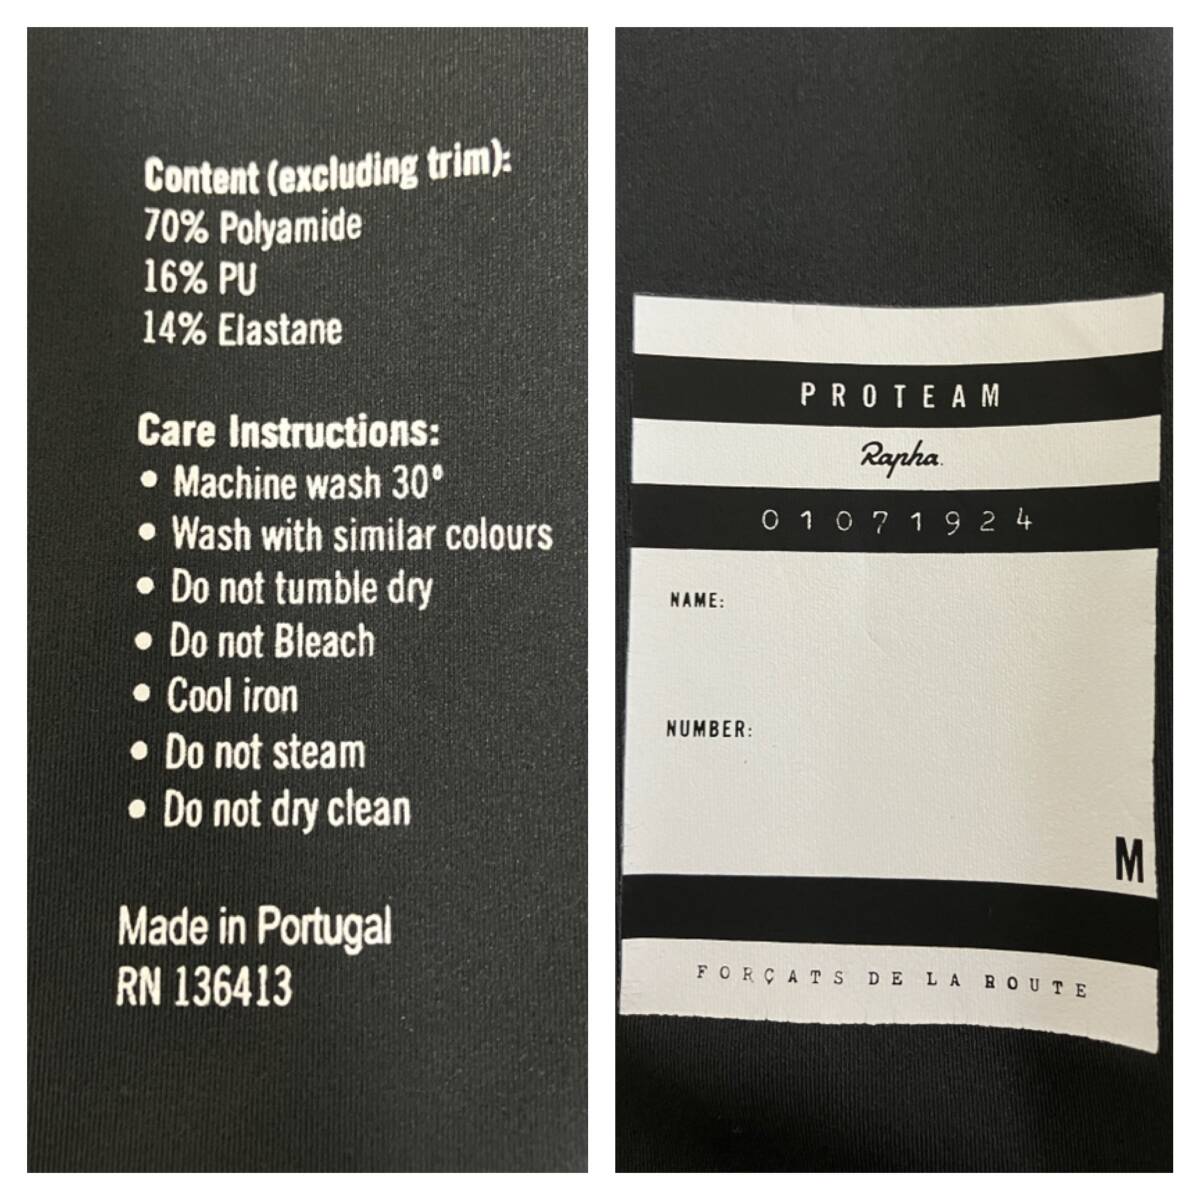 Content (excluding trim):
70% Polyamide
16% PU
14% Elastane
Care Instructions:
• Machine wash 30°
• Wash with similar colours
• Do not tumble dry
• Do not Bleach
• Cool iron
• Do not steam
• Do not dry clean
Made in Portugal
RN 136413
PROTEAM
Rapha.
01071924
NAME:
NUMBER:
M
FORÇATS DE LA ROUTE